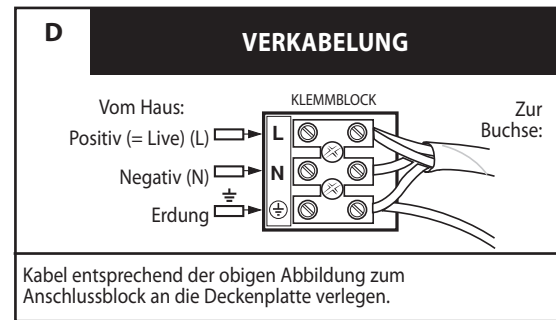 D
VERKABELUNG
KLEMMBLOCK
Vom Haus:
Positiv (= Live) (L)
Negativ (N)
Erdung
L
N
Zur
Buchse:
Kabel entsprechend der obigen Abbildung zum
Anschlussblock an die Deckenplatte verlegen.